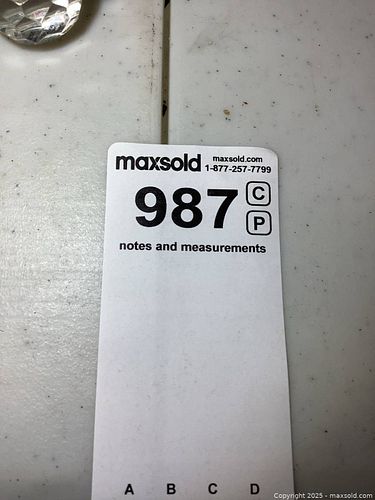 maxsold maxsold.com
1-877-257-7799
987 C
P
notes and measurements
A B C D
Copyright 2025 - maxsold.com